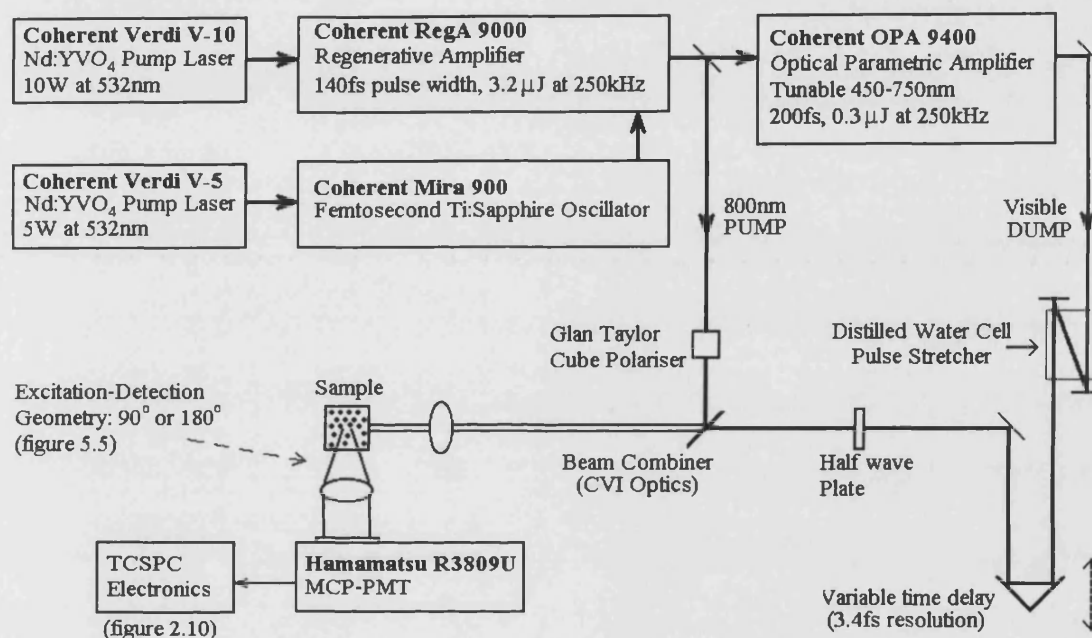 Coherent Verdi V-10
Nd:YVO₄ Pump Laser
10W at 532nm
Coherent RegA 9000
Regenerative Amplifier
140fs pulse width, 3.2 µJ at 250kHz
Coherent OPA 9400
Optical Parametric Amplifier
Tunable 450-750nm
200fs, 0.3 µJ at 250kHz
Coherent Verdi V-5
Nd:YVO₄ Pump Laser
5W at 532nm
Coherent Mira 900
Femtosecond Ti:Sapphire Oscillator
800nm
PUMP
Visible
DUMP
Glan Taylor
Cube Polariser
Distilled Water Cell
Pulse Stretcher
Excitation-Detection
Geometry: 90° or 180°
(figure 5.5)
Sample
Beam Combiner
(CVI Optics)
Half wave
Plate
TCSPC
Electronics
(figure 2.10)
Hamamatsu R3809U
MCP-PMT
Variable time delay
(3.4fs resolution)